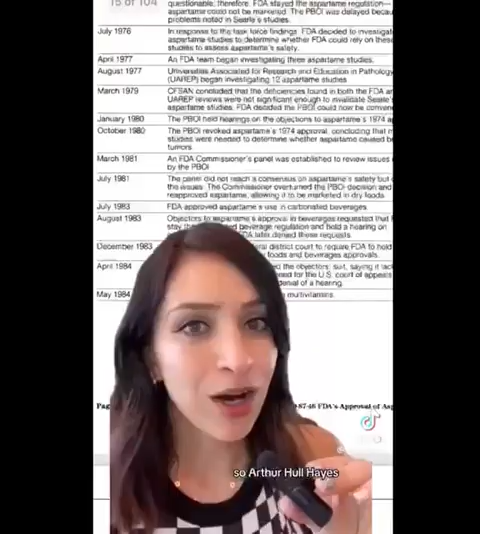 15 of 104
questionable, therefore, FDA stayed the aspartame regulation—
aspartame could not be marketed. The PBOI was delayed becau
problems noted in Searle's studies.
July 1976
In response to the task force findings, FDA decided to investigat
aspartame studies to determine whether FDA could rely on these
studies to assess aspartame's safety.
April 1977
An FDA team began investigating three aspartame studies.
August 1977
Universities Associated for Research and Education in Pathology
(UAREP) began investigating 12 aspartame studies
March 1979
CFSAN concluded that the deficiencies found in both the FDA an
UAREP reviews were not significant enough to invalidate Searle's
aspartame studies. FDA decided the PBOI could now be convene
January 1980
The PBOI held hearings on the objections to aspartame's 1974 a
October 1980
The PBOI revoked aspartame's 1974 approval, concluding that m
studies were needed to determine whether aspartame caused b
tumors.
March 1981
An FDA Commissioner's panel was established to review issues
by the PBOI
July 1981
The panel did not reach a consensus on aspartame's safety but
the issues. The Commissioner overturned the PBOI decision and
reapproved aspartame, allowing it to be marketed in dry foods
July 1983
FDA approved aspartame's use in carbonated beverages.
August 1983
Objectors to aspartame's approval in beverages requested that F
stay the beverage regulation and hold a hearing on
FDA later denied these requests
December 1983
eral district court to require FDA to hold
foods and beverages approvals.
April 1984
ed the objectors' suit, saying it lack
ned for the U.S. court of appeals
denial of a hearing.
May 1984
multivitamins.
Pag
87-46 FDA's Approval of Asp
so Arthur Hull Hayes